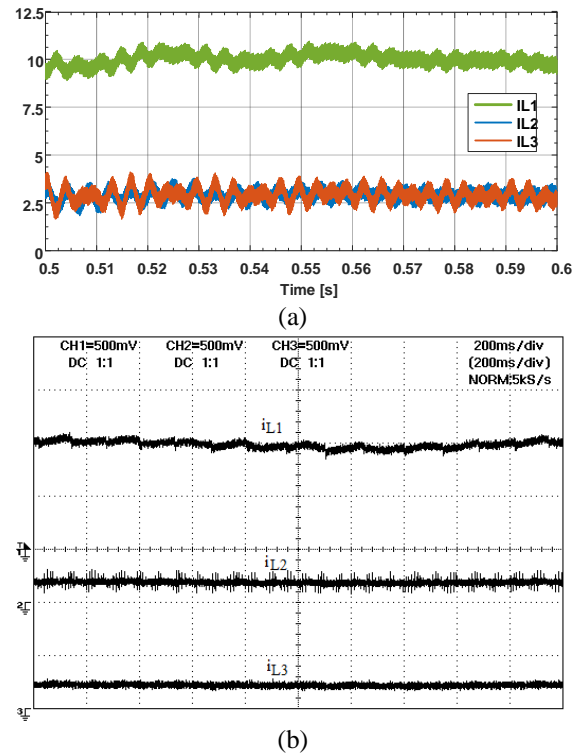 12.5
10
7.5
5
2.5
0
IL1
IL2
IL3
0.5 0.51 0.52 0.53 0.54 0.55 0.56 0.57 0.58 0.59 0.6
Time [s]
(a)
CH1=500mV CH2=500mV CH3=500mV 200ms/div
DC 1:1 DC 1:1 DC 1:1 (200ms/div)
NORM:5kS/s
iL1
T
1
iL2
2
iL3
3
(b)